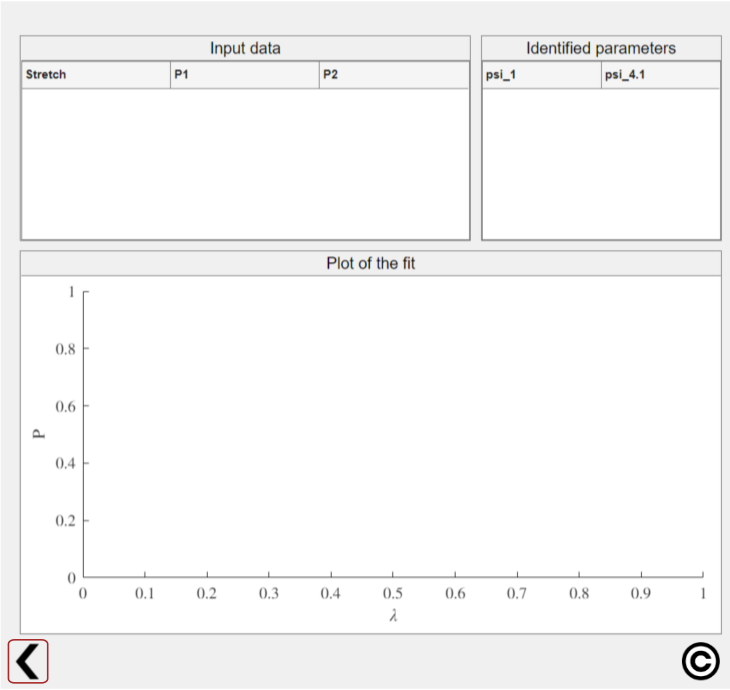 Input data
Identified parameters
Stretch P1 P2
psi_1 psi_4.1
Plot of the fit
1
0.8
0.6
P
0.4
0.2
0
0 0.1 0.2 0.3 0.4 0.5 0.6 0.7 0.8 0.9 1
λ
©